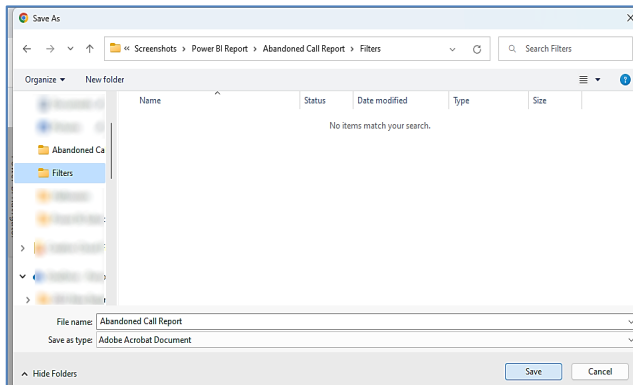 Save As
« Screenshots > Power BI Report > Abandoned Call Report > Filters
Search Filters
Organize
New folder
Name Status Date modified Type Size
No items match your search.
Abandoned Ca
Filters
File name: Abandoned Call Report
Save as type: Adobe Acrobat Document
Hide Folders
Save
Cancel